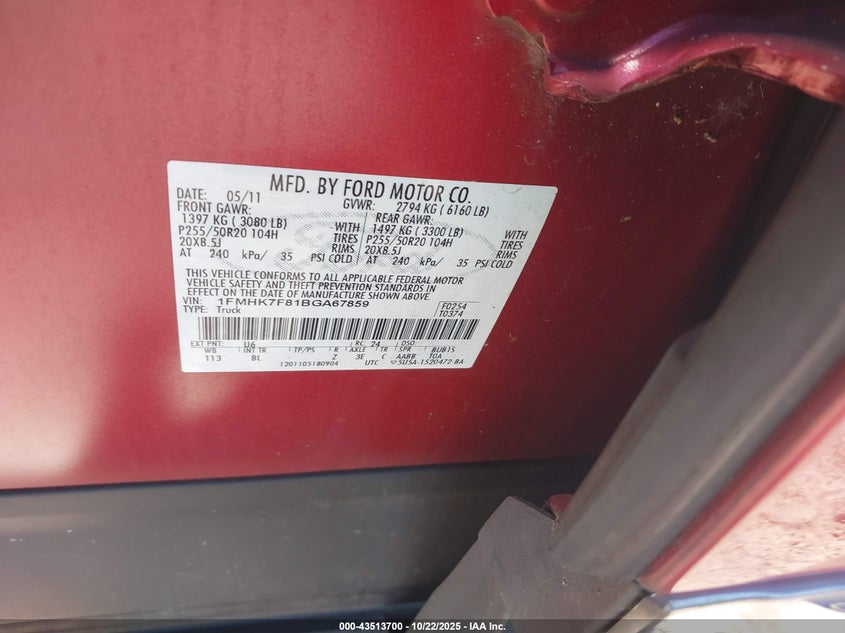 MFD. BY FORD MOTOR CO.
DATE: 05/11 GVWR: 2794 KG ( 6160 LB)
FRONT GAWR: REAR GAWR:
1397 KG ( 3080 LB) WITH 1497 KG ( 3300 LB) WITH
P255/50R20 104H TIRES P255/50R20 104H TIRES
20X8.5J RIMS 20X8.5J RIMS
AT 240 kPa/ 35 PSI COLD AT 240 kPa/ 35 PSI COLD
THIS VEHICLE CONFORMS TO ALL APPLICABLE FEDERAL MOTOR
VEHICLE SAFETY AND THEFT PREVENTION STANDARDS IN
EFFECT ON THE DATE OF MANUFACTURE SHOWN ABOVE.
VIN: 1FMHK7F81BGA67859 F0254
TYPE: Truck T0374
EXT PNT: U6 RC: 24 DSO:
WB INT TR TP/PS R AXLE TR SPR BUB15
113 BL Z 3E C AABB TDA
1201105180904 UTC 5U5A-1520472-BA
Ford
000-43513700 - 10/22/2025 - IAA Inc.